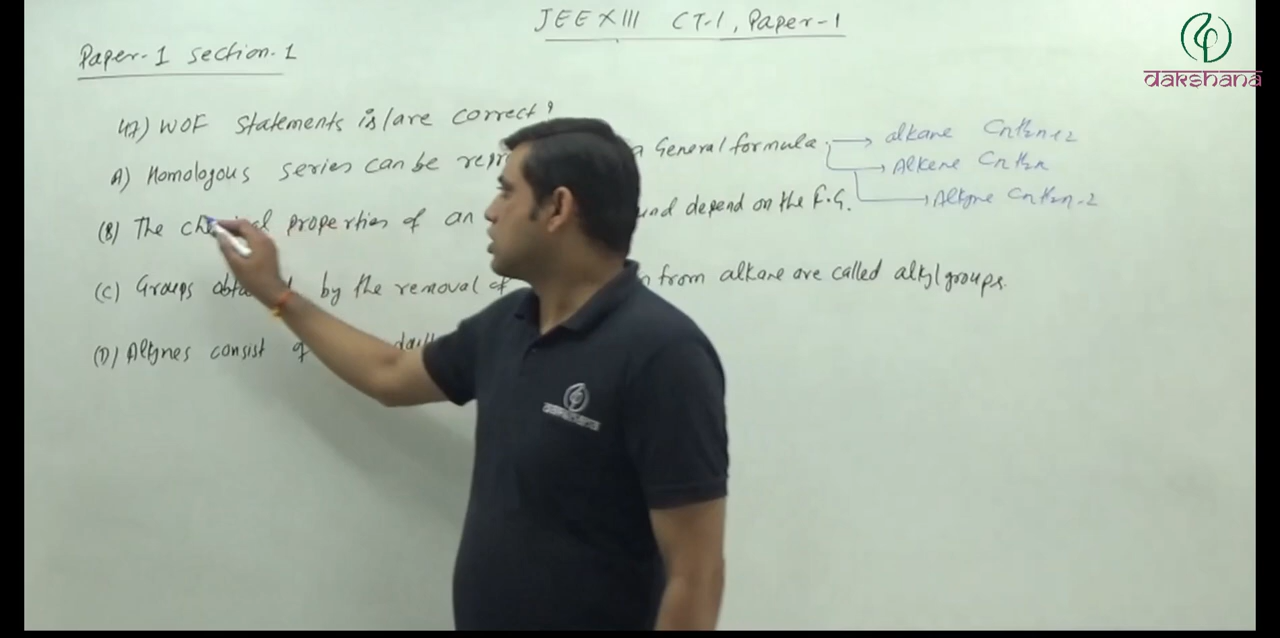 JEE XIII CT-1, Paper-1
dakshana
Paper-1 Section-1
47) WOF statements is/are correct?
A) Homologous series can be General formula → alkane CnH2n+2
→ Alkene CnH2n
→ Alkyne CnH2n-2
(B) The properties of an depend on the F.G.
(C) Groups by the removal of from alkane are called alkyl groups.
(D) Alkynes consist of
dakshana